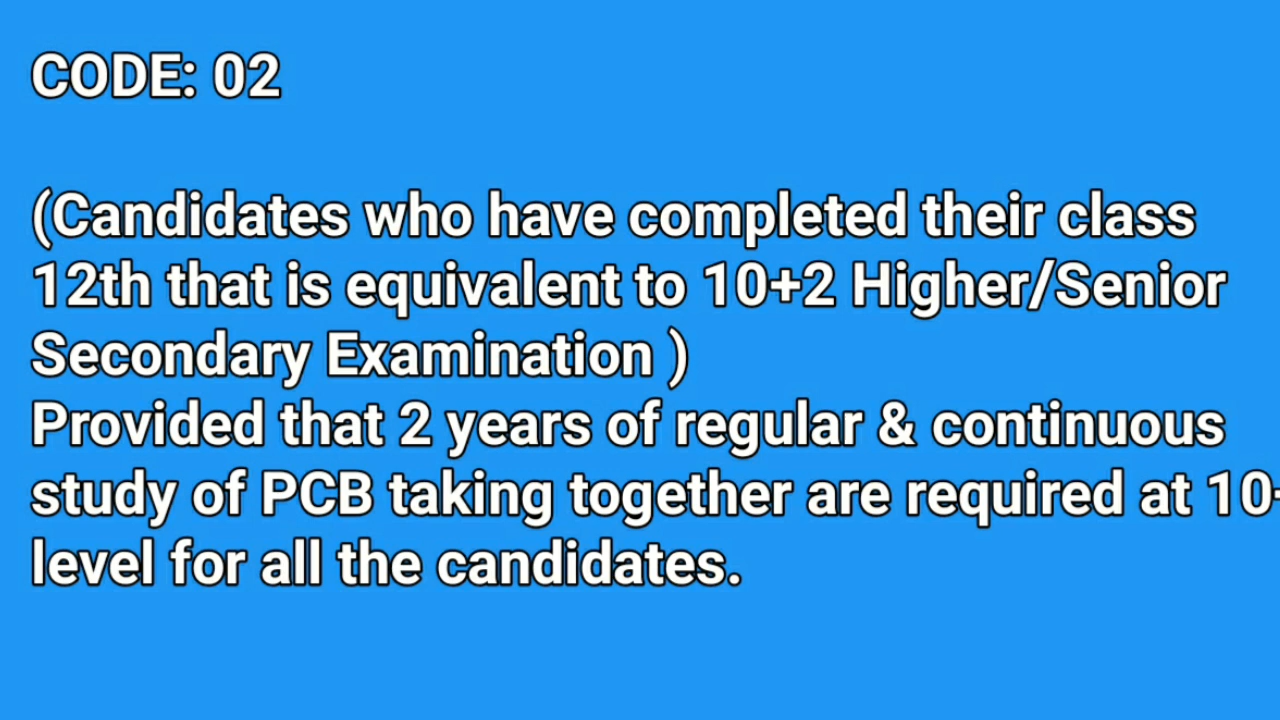 CODE: 02
(Candidates who have completed their class
12th that is equivalent to 10+2 Higher/Senior
Secondary Examination )
Provided that 2 years of regular & continuous
study of PCB taking together are required at 10+
level for all the candidates.